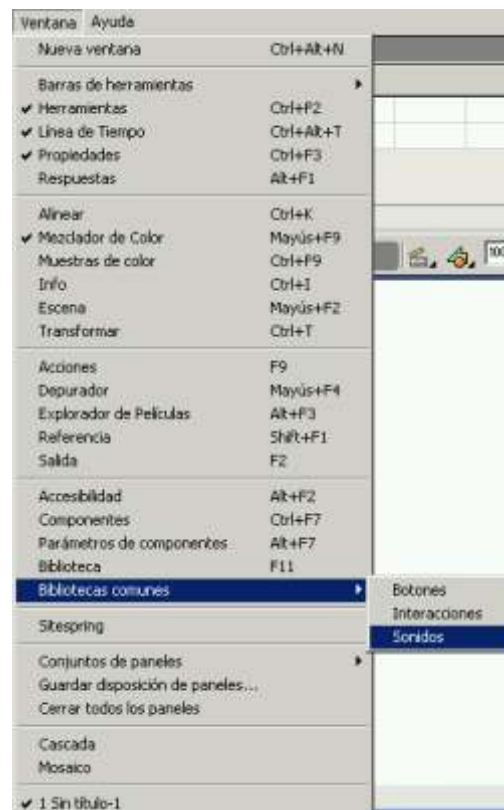 Ventana Ayuda
Nueva ventana Ctrl+Alt+N
Barras de herramientas
Herramientas Ctrl+F2
Línea de Tiempo Ctrl+Alt+T
Propiedades Ctrl+F3
Respuestas Alt+F1
Alinear Ctrl+K
Mezclador de Color Mayús+F9
Muestras de color Ctrl+F9
Info Ctrl+I
Escena Mayús+F2
Transformar Ctrl+T
100
Acciones F9
Depurador Mayús+F4
Explorador de Películas Alt+F3
Referencia Shift+F1
Salida F2
Accesibilidad Alt+F2
Componentes Ctrl+F7
Parámetros de componentes Alt+F7
Biblioteca F11
Bibliotecas comunes
Botones
Interacciones
Sonidos
Sitespring
Conjuntos de paneles
Guardar disposición de paneles...
Cerrar todos los paneles
Cascada
Mosaico
1 Sin título-1